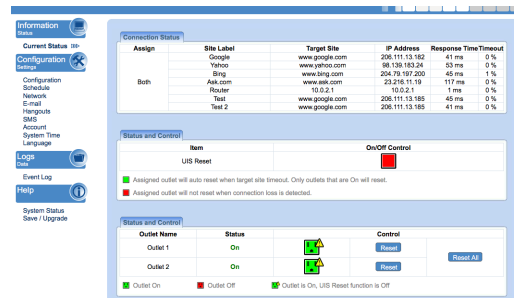 Information
Status
Current Status
Configuration
Settings
Configuration
Schedule
Network
E-mail
Hangouts
SMS
Account
System Time
Language
Logs
Data
Event Log
Help
System Status
Save / Upgrade
Connection Status
Assign Site Label Target Site IP Address Response Time Timeout
Both
Google www.google.com 206.111.13.182 41 ms 0 %
Yahoo www.yahoo.com 98.139.183.24 53 ms 0 %
Bing www.bing.com 204.79.197.200 45 ms 1 %
Ask.com www.ask.com 23.216.11.19 117 ms 0 %
Router 10.0.2.1 10.0.2.1 1 ms 0 %
Test www.google.com 206.111.13.185 45 ms 0 %
Test 2 www.google.com 206.111.13.185 41 ms 0 %
Status and Control
Item On/Off Control
UIS Reset
Assigned outlet will auto reset when target site timeout. Only outlets that are On will reset.
Assigned outlet will not reset when connection loss is detected.
Status and Control
Outlet Name Status Control
Outlet 1 On Reset
Reset All
Outlet 2 On Reset
Outlet On Outlet Off Outlet is On, UIS Reset function is Off